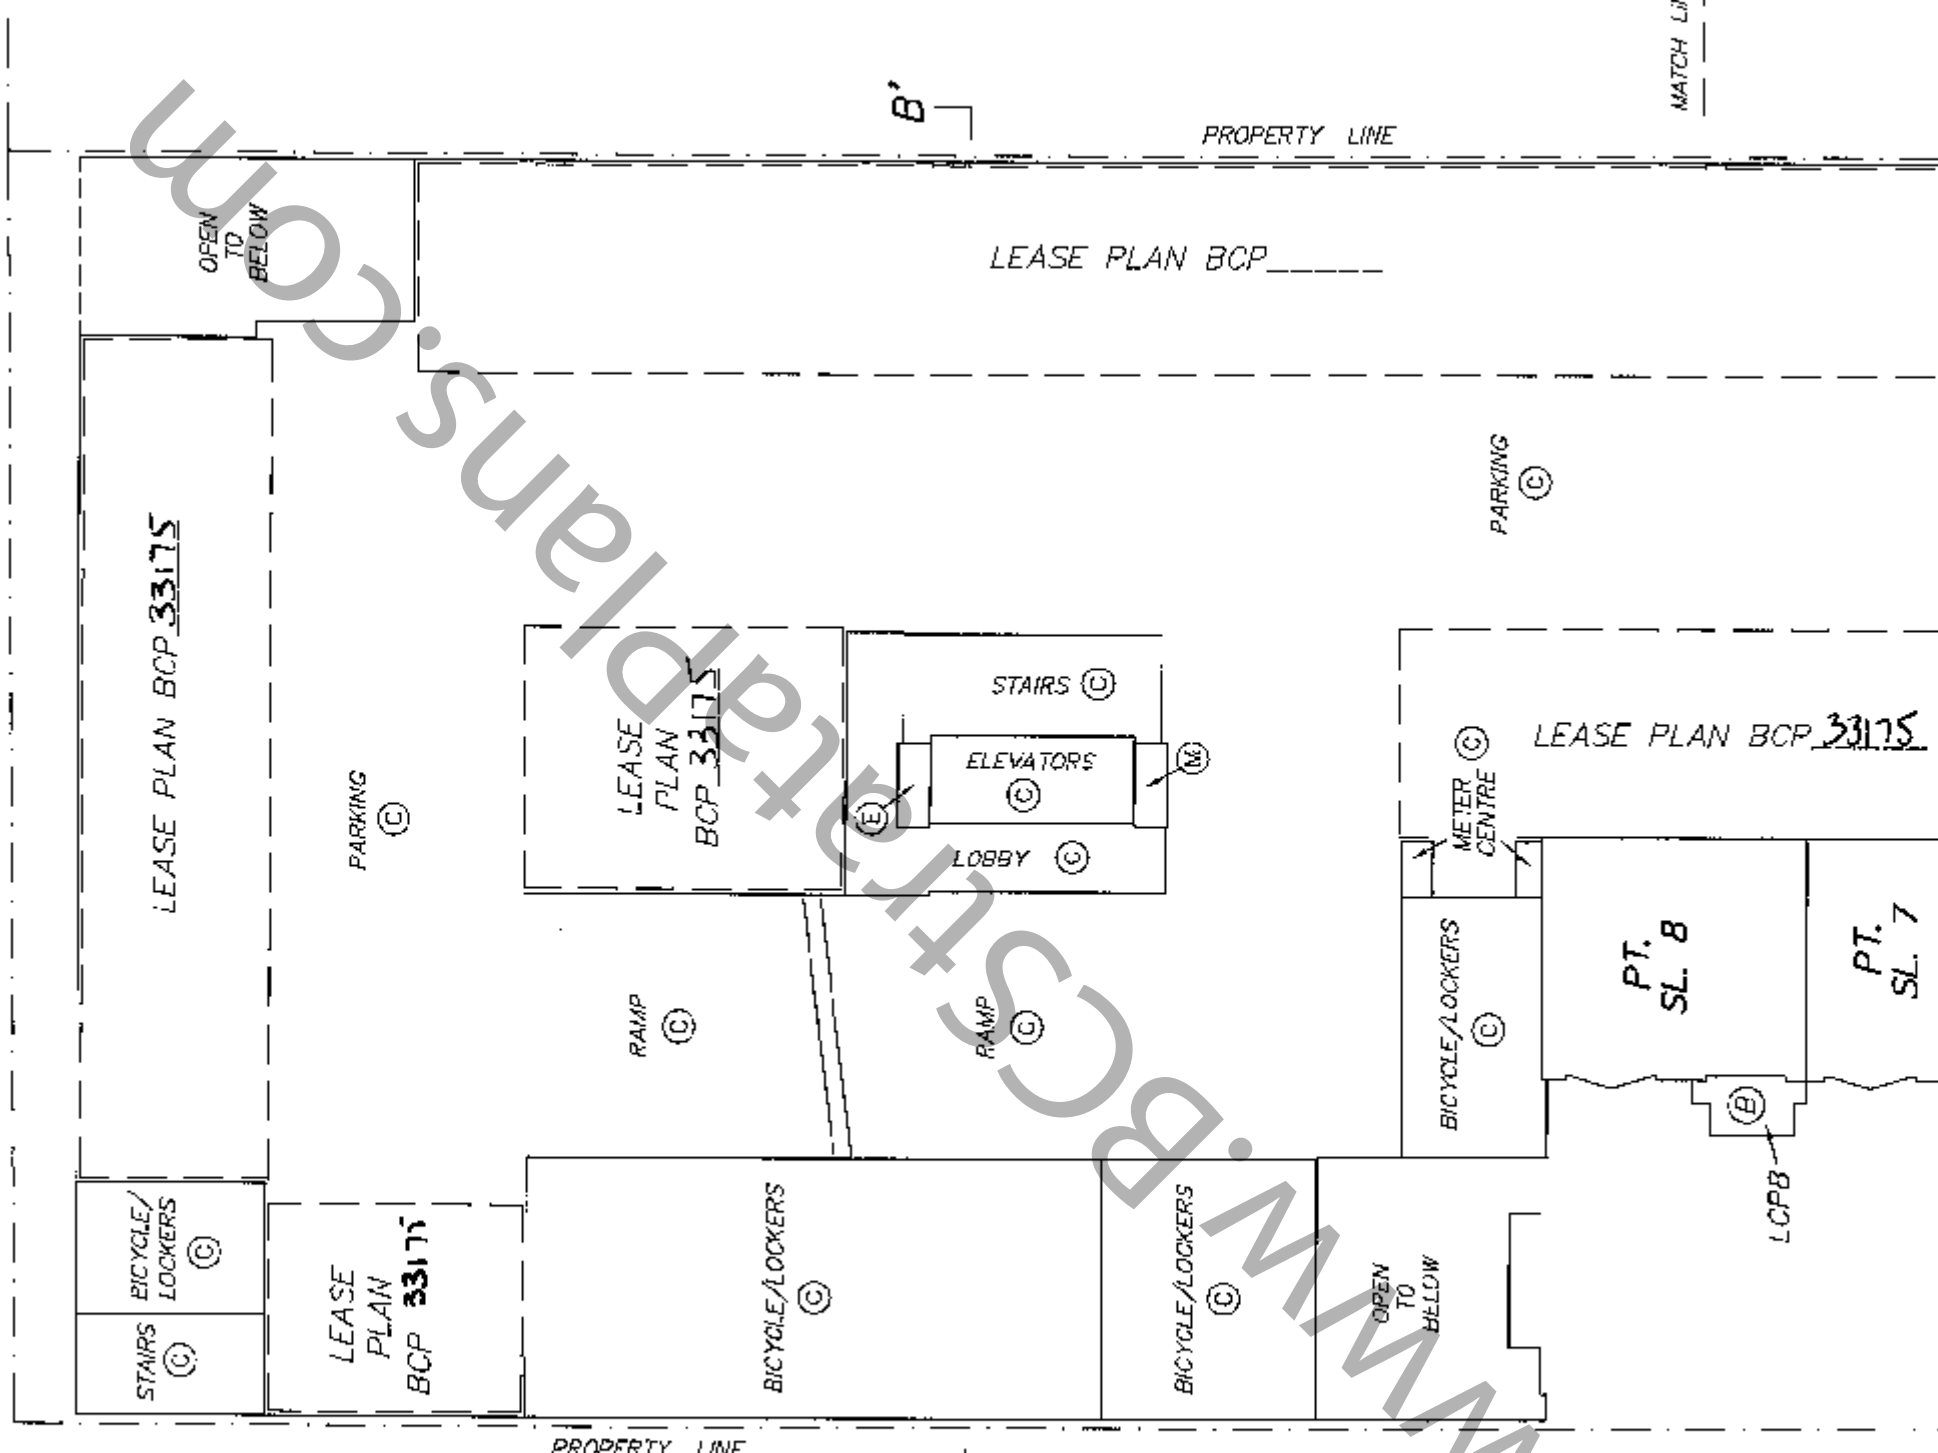 MATCH LI
B'
PROPERTY LINE
OPEN
TO
BELOW
LEASE PLAN BCP_____
PARKING
C
LEASE PLAN BCP 33175
LEASE
PLAN
BCP 33175
STAIRS C
ELEVATORS
C
E
M
LOBBY C
PARKING
C
METER
CENTRE
C
LEASE PLAN BCP 33175
RAMP
C
RAMP
C
BICYCLE/LOCKERS
C
PT.
SL. 8
PT.
SL. 7
B
LCP8
BICYCLE/
LOCKERS
C
STAIRS
C
LEASE
PLAN
BCP 33175
BICYCLE/LOCKERS
C
BICYCLE/LOCKERS
C
OPEN
TO
BELOW
PROPERTY LINE
ww.BCStrataplans.com